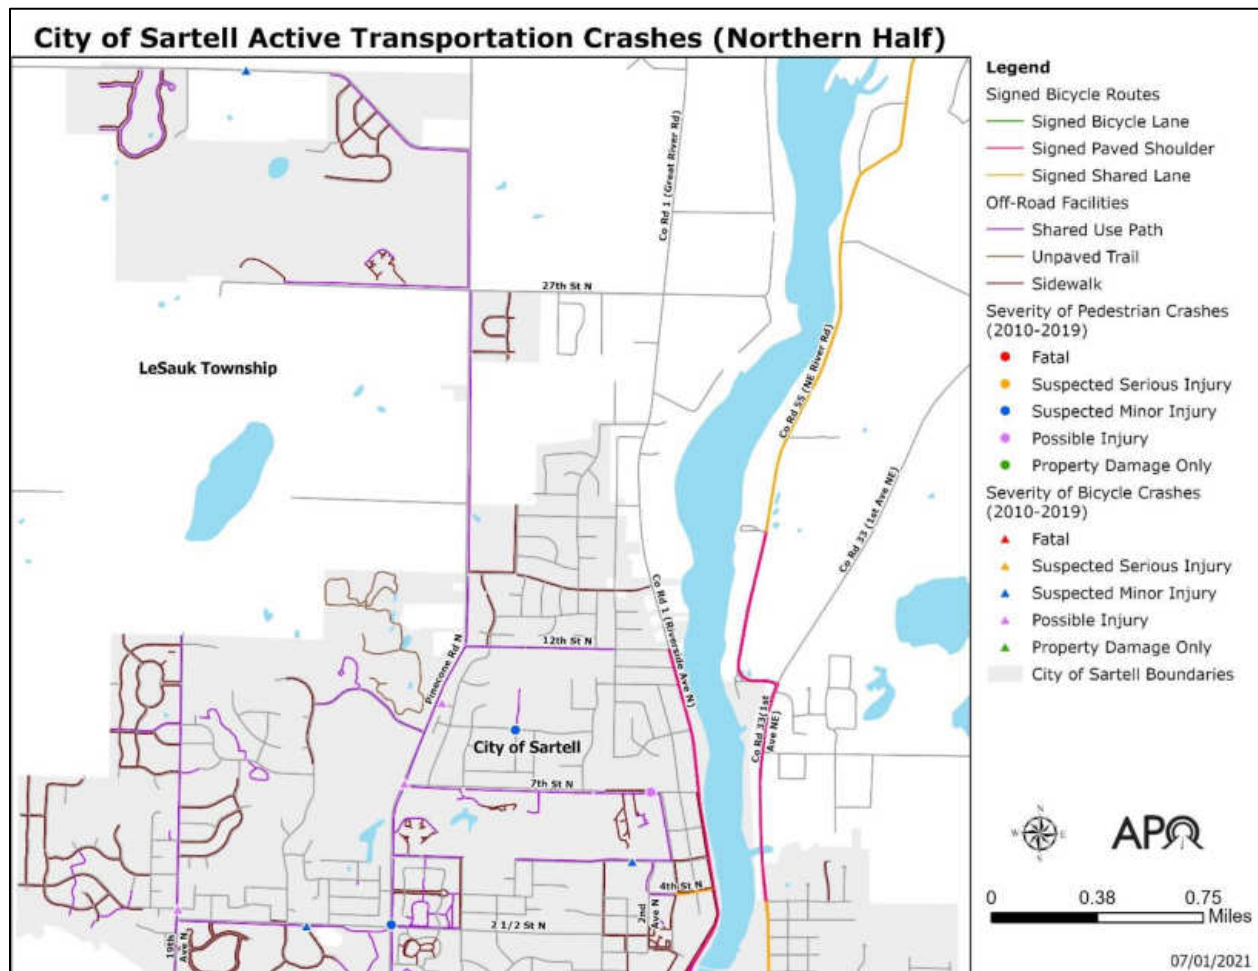 City of Sartell Active Transportation Crashes (Northern Half)
Legend
Signed Bicycle Routes
Signed Bicycle Lane
Signed Paved Shoulder
Signed Shared Lane
Off-Road Facilities
Shared Use Path
Unpaved Trail
Sidewalk
Severity of Pedestrian Crashes
(2010-2019)
Fatal
Suspected Serious Injury
Suspected Minor Injury
Possible Injury
Property Damage Only
Severity of Bicycle Crashes
(2010-2019)
Fatal
Suspected Serious Injury
Suspected Minor Injury
Possible Injury
Property Damage Only
City of Sartell Boundaries
Co Rd 1 (Great River Rd)
27th St N
LeSauk Township
Co Rd 55 (NE River Rd)
Co Rd 33 (1st Ave NE)
Co Rd 1 (Riverside Ave N)
12th St N
Pinecone Rd N
City of Sartell
Co Rd 33(1st
Ave NE)
7th St N
4th St N
2nd
Ave N
2 1/2 St N
19th
Ave N
N
W E
S
APO
0 0.38 0.75
Miles
07/01/2021